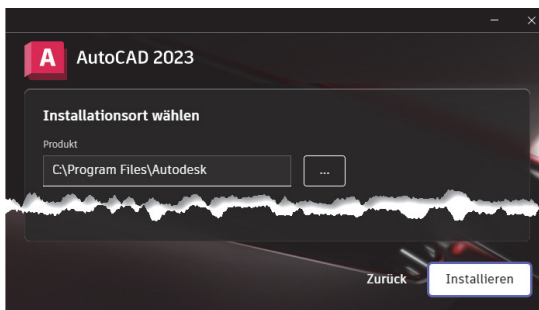 A AutoCAD 2023
Installationsort wählen
Produkt
C:\Program Files\Autodesk
...
Zurück Installieren